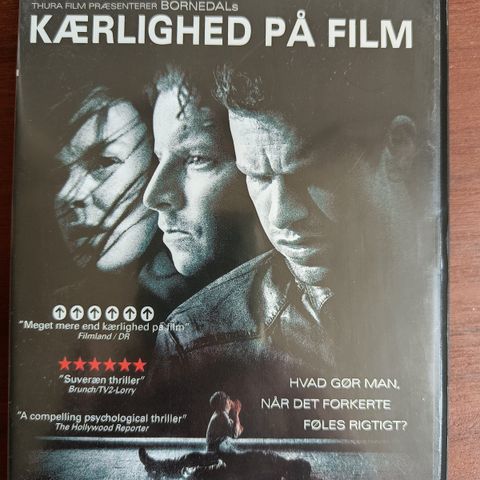 THURA FILM PRÆSENTERER BORNEDALs
KÆRLIGHED PÅ FILM
"Meget mere end kærlighed på film"
Filmland / DR
"Suveræn thriller"
Brunch/TV2-Lorry
"A compelling psychological thriller"
The Hollywood Reporter
HVAD GØR MAN,
NÅR DET FORKERTE
FØLES RIGTIGT?